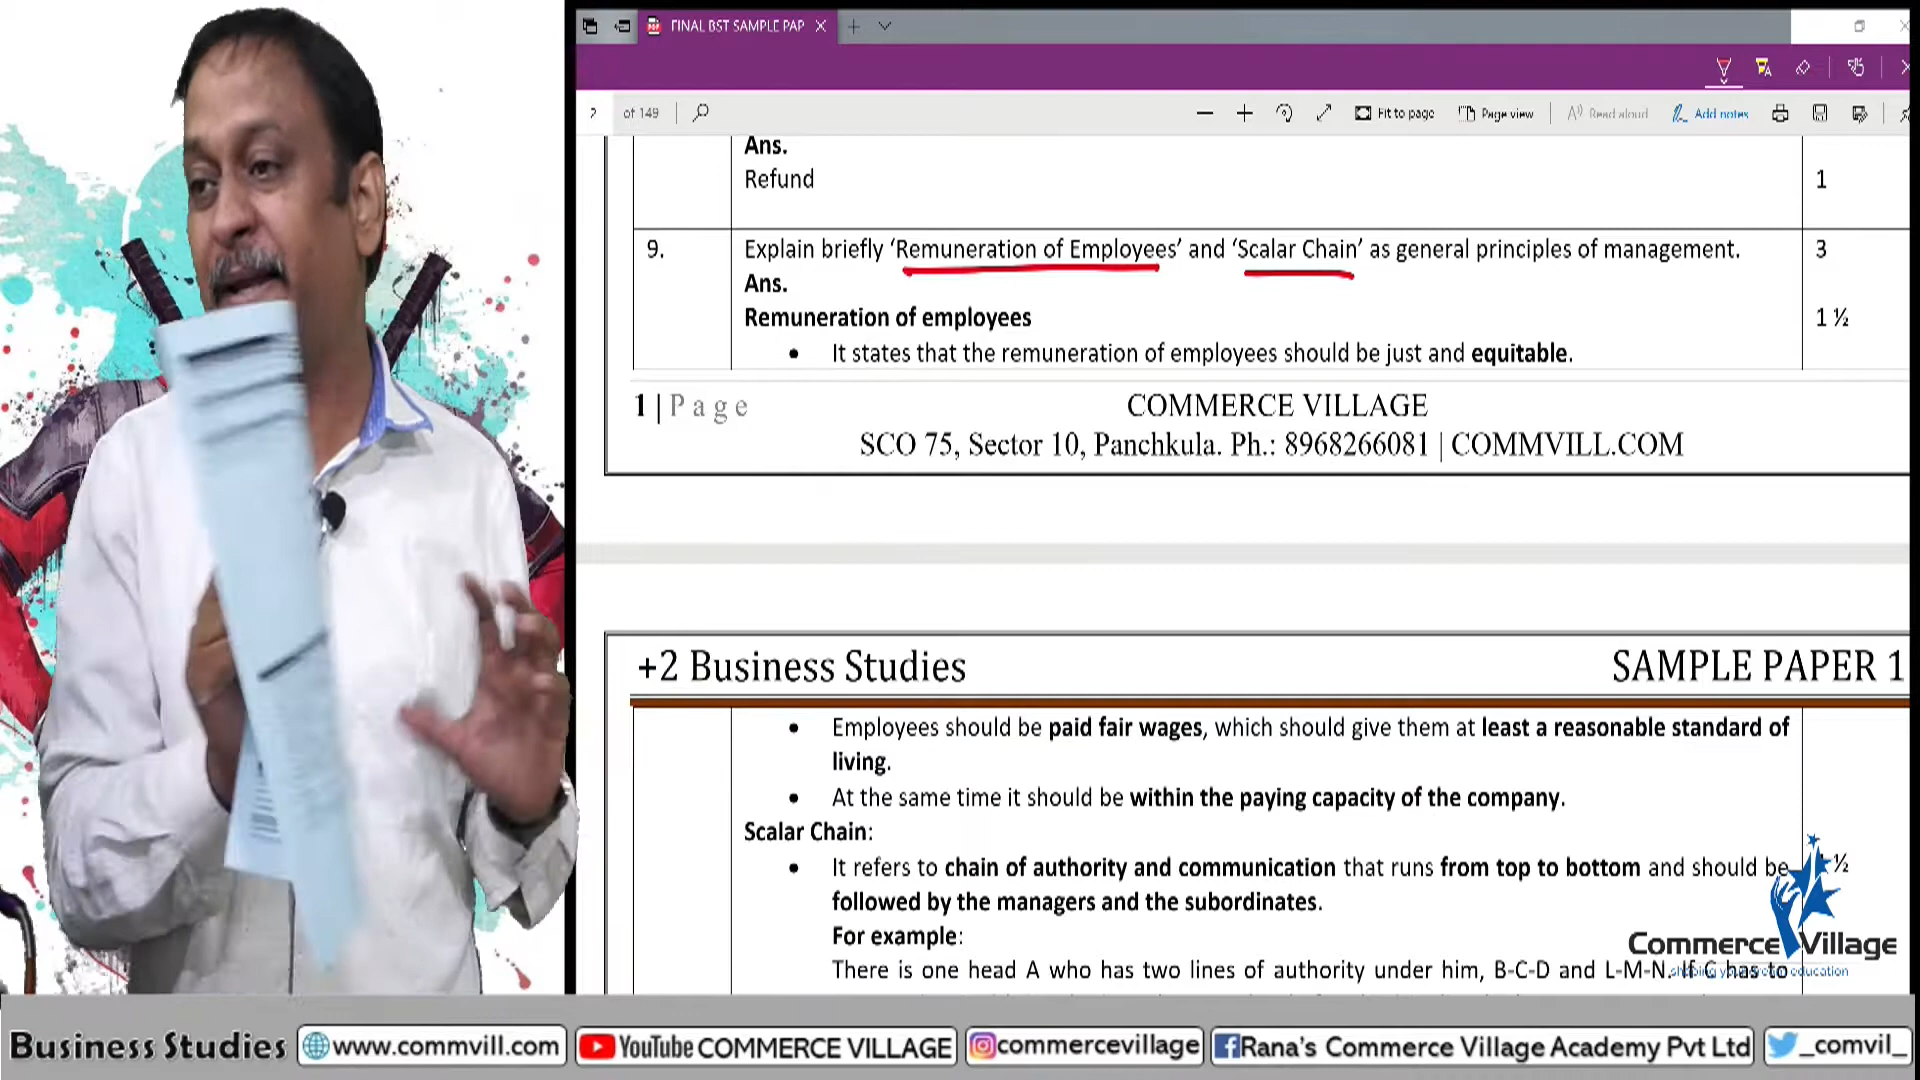 FINAL BST SAMPLE PAP
2 of 149
Fit to page
Page view
Read aloud
Add notes
Ans.
Refund 1
9. Explain briefly ‘Remuneration of Employees’ and ‘Scalar Chain’ as general principles of management. 3
Ans.
Remuneration of employees 1 ½
• It states that the remuneration of employees should be just and equitable.
1 | Page COMMERCE VILLAGE
SCO 75, Sector 10, Panchkula. Ph.: 8968266081 | COMMVILL.COM
+2 Business Studies SAMPLE PAPER 1
• Employees should be paid fair wages, which should give them at least a reasonable standard of
living.
• At the same time it should be within the paying capacity of the company.
Scalar Chain:
• It refers to chain of authority and communication that runs from top to bottom and should be ½
followed by the managers and the subordinates.
For example:
There is one head A who has two lines of authority under him, B-C-D and L-M-N. If C has to
Commerce Village
education
Business Studies
www.commvill.com
YouTube COMMERCE VILLAGE
commercevillage
Rana's Commerce Village Academy Pvt Ltd
_comvil_